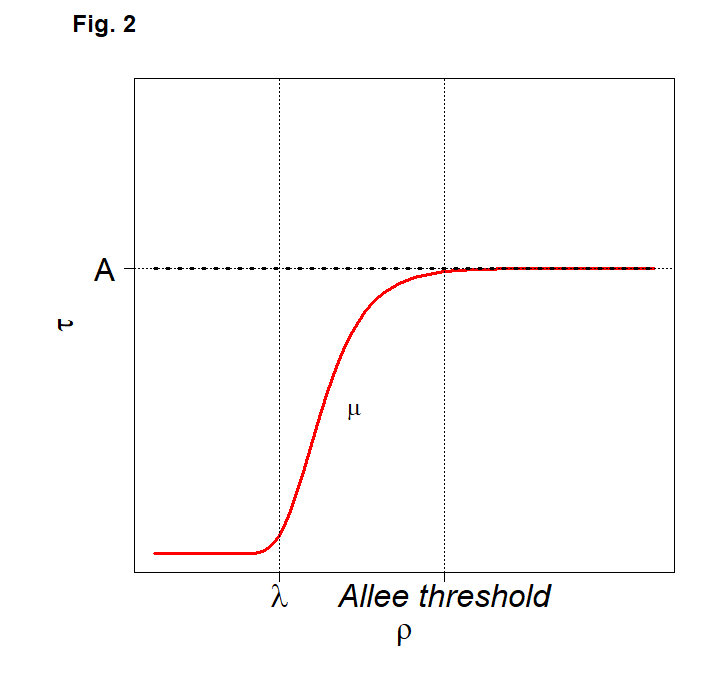 Fig. 2
A
τ
μ
λ Allee threshold
ρ